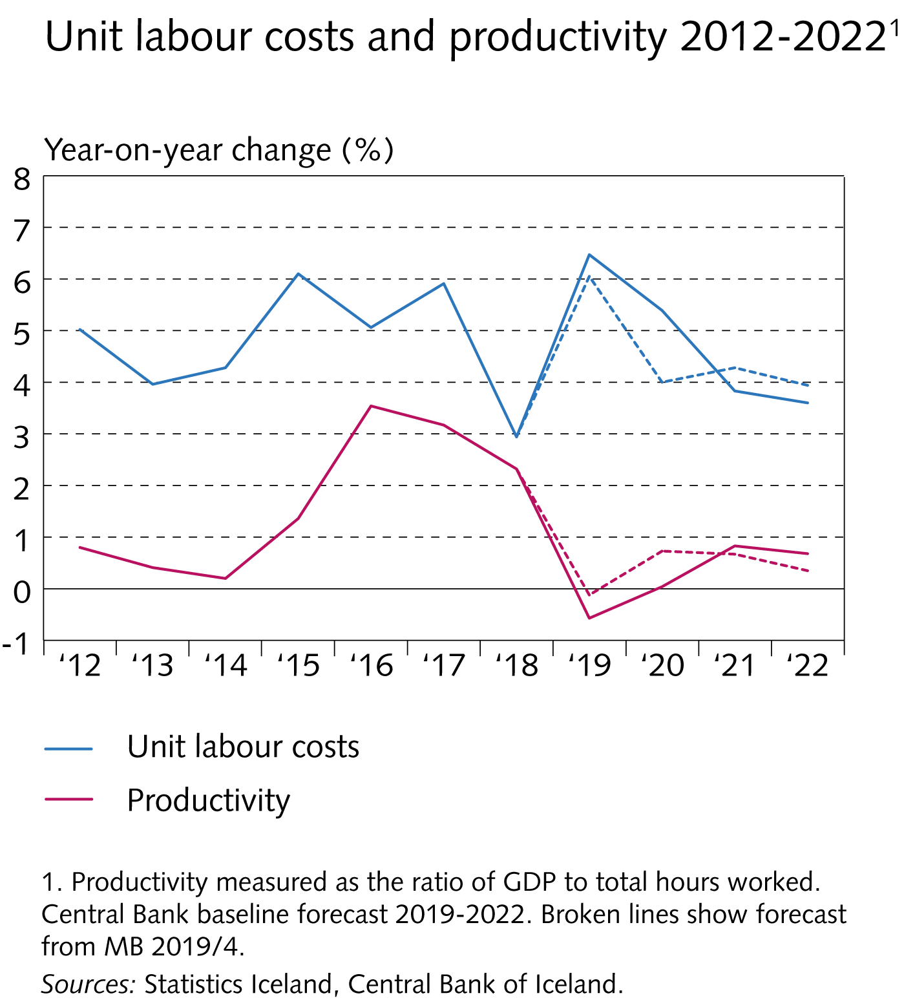 Unit labour costs and productivity 2012-2022¹
Year-on-year change (%)
8
7
6
5
4
3
2
1
0
-1
‘12 ‘13 ‘14 ‘15 ‘16 ‘17 ‘18 ‘19 ‘20 ‘21 ‘22
Unit labour costs
Productivity
1. Productivity measured as the ratio of GDP to total hours worked.
Central Bank baseline forecast 2019-2022. Broken lines show forecast
from MB 2019/4.
Sources: Statistics Iceland, Central Bank of Iceland.